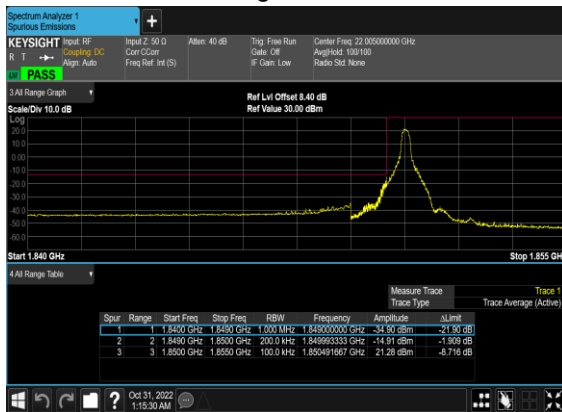 Spectrum Analyzer 1
Spurious Emissions
+
KEYSIGHT Input: RF Input Z: 50 Ω Atten: 40 dB Trig: Free Run Center Freq: 22.005000000 GHz
R T Coupling: DC Corr CCorr Gate: Off Avg|Hold: 100/100
Align: Auto Freq Ref: Int (S) IF Gain: Low Radio Std: None
PASS
3 All Range Graph
Ref Lvl Offset 8.40 dB
Scale/Div 10.0 dB Ref Value 30.00 dBm
Log
20.0
10.0
0.00
-10.0
-20.0
-30.0
-40.0
-50.0
-60.0
Start 1.840 GHz Stop 1.855 GH
4 All Range Table
Measure Trace Trace 1
Trace Type Trace Average (Active)
Spur Range Start Freq Stop Freq RBW Frequency Amplitude ΔLimit
1 1 1.8400 GHz 1.8490 GHz 1.000 MHz 1.849000000 GHz -34.90 dBm -21.90 dB
2 2 1.8490 GHz 1.8500 GHz 200.0 kHz 1.849993333 GHz -14.91 dBm -1.909 dB
3 3 1.8500 GHz 1.8550 GHz 100.0 kHz 1.850491667 GHz 21.28 dBm -8.716 dB
? Oct 31, 2022
1:15:30 AM